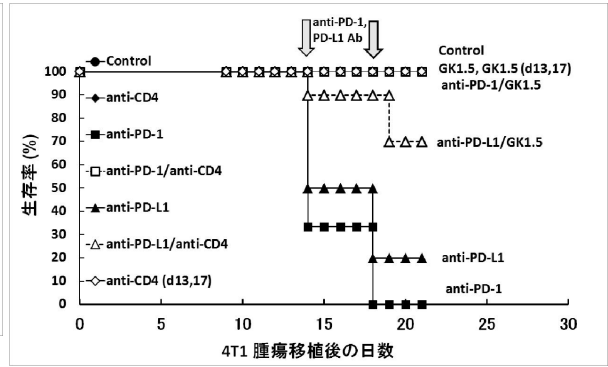 anti-PD-1,
PD-L1 Ab
Control
GK1.5, GK1.5 (d13,17)
anti-PD-1/GK1.5
anti-PD-L1/GK1.5
anti-PD-L1
anti-PD-1
Control
anti-CD4
anti-PD-1
anti-PD-1/anti-CD4
anti-PD-L1
anti-PD-L1/anti-CD4
anti-CD4 (d13,17)
生存率 (%)
100
90
80
70
60
50
40
30
20
10
0
0 5 10 15 20 25 30
4T1 腫瘍移植後の日数